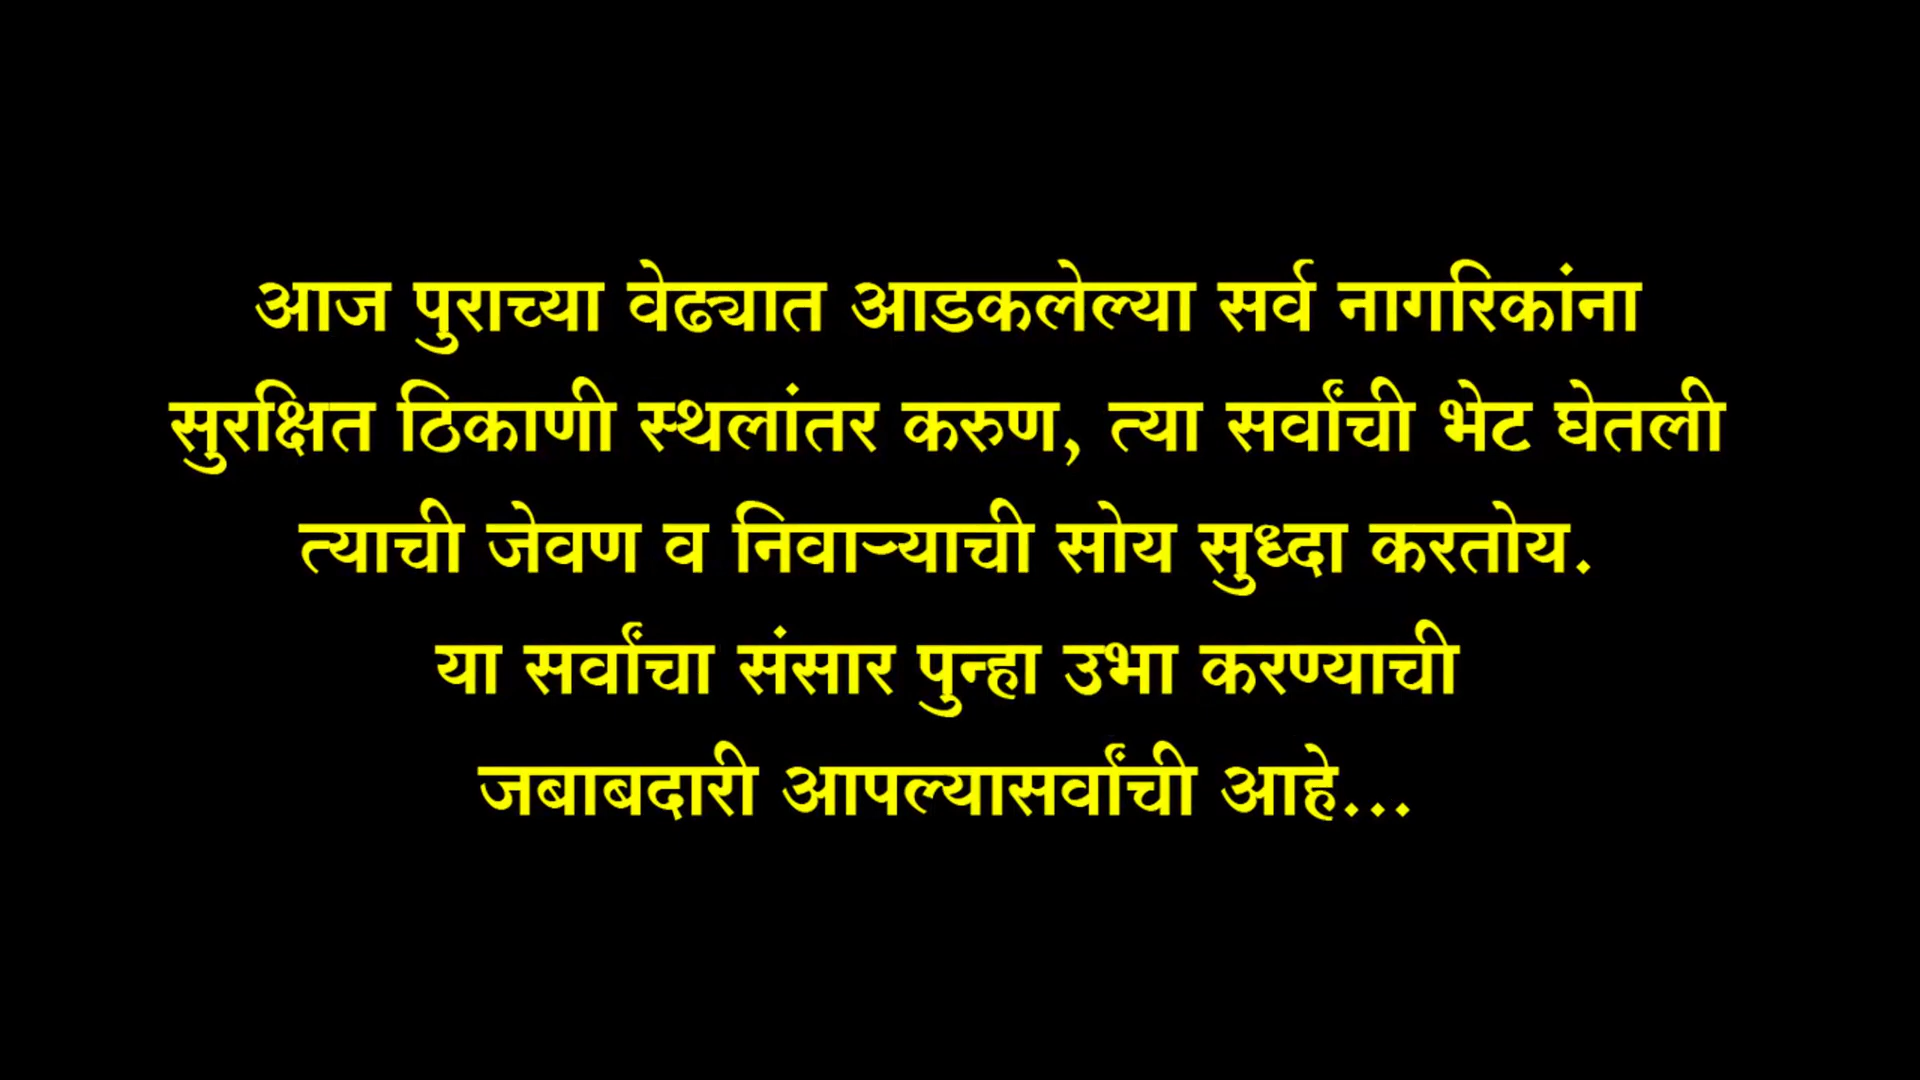 आज पुराच्या वेढ्यात आडकलेल्या सर्व नागरिकांना
सुरक्षित ठिकाणी स्थलांतर करुण, त्या सर्वांची भेट घेतली
त्याची जेवण व निवाऱ्याची सोय सुध्दा करतोय.
या सर्वांचा संसार पुन्हा उभा करण्याची
जबाबदारी आपल्यासर्वांची आहे...